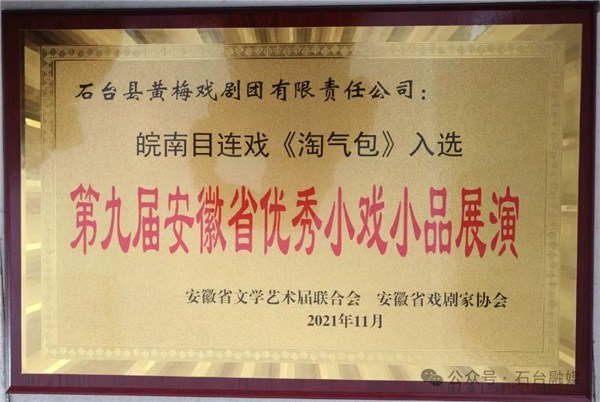 石台县黄梅戏剧团有限责任公司：
皖南目连戏《淘气包》入选
第九届安徽省优秀小戏小品展演
安徽省文学艺术届联合会 安徽省戏剧家协会
2021年11月
公众号·石台融媒